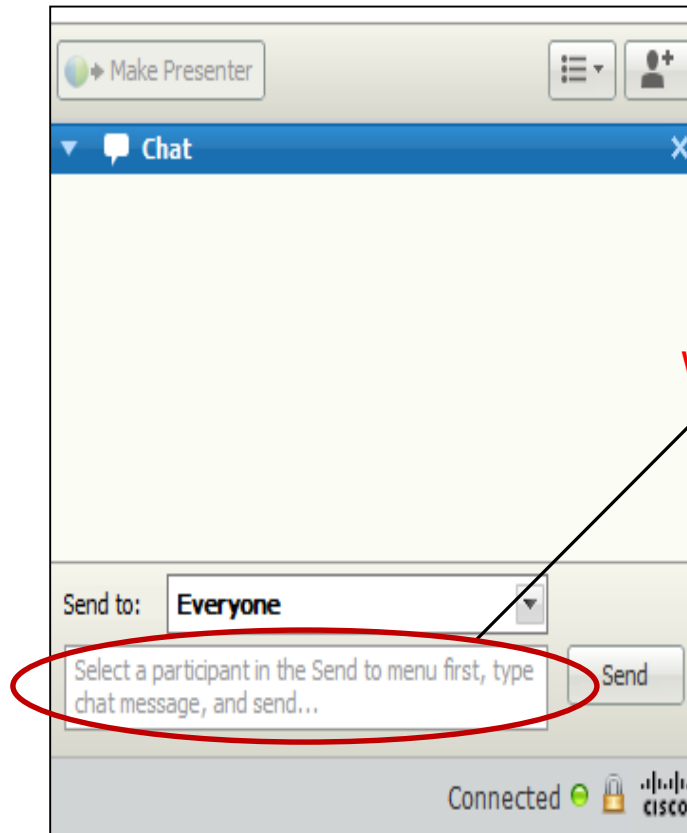 Make Presenter
Chat
Send to: Everyone
Select a participant in the Send to menu first, type
chat message, and send...
Send
Connected
cisco